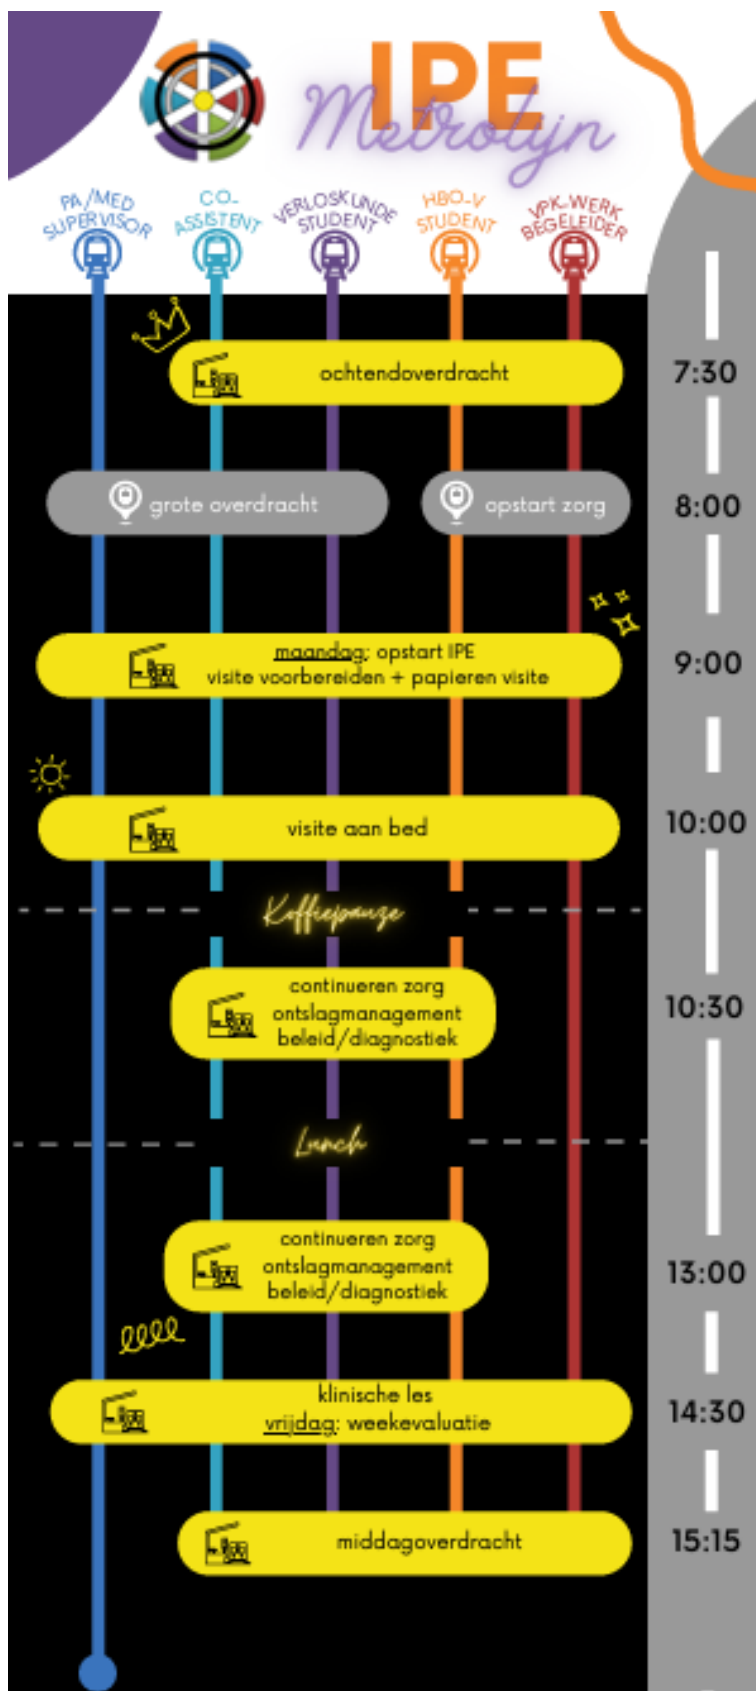 IPE
Metrolijn
PA/MED
SUPERVISOR
CO-
ASSISTENT
VERLOSKUNDE
STUDENT
HBO-V
STUDENT
VPK-WERK
BEGELEIDER
ochtendoverdracht
7:30
grote overdracht
opstart zorg
8:00
maandag: opstart IPE
visite voorbereiden + papieren visite
9:00
visite aan bed
10:00
Koffiepauze
continueren zorg
ontslagmanagement
beleid/diagnostiek
10:30
Lunch
continueren zorg
ontslagmanagement
beleid/diagnostiek
13:00
klinische les
vrijdag: weekevaluatie
14:30
middagoverdracht
15:15